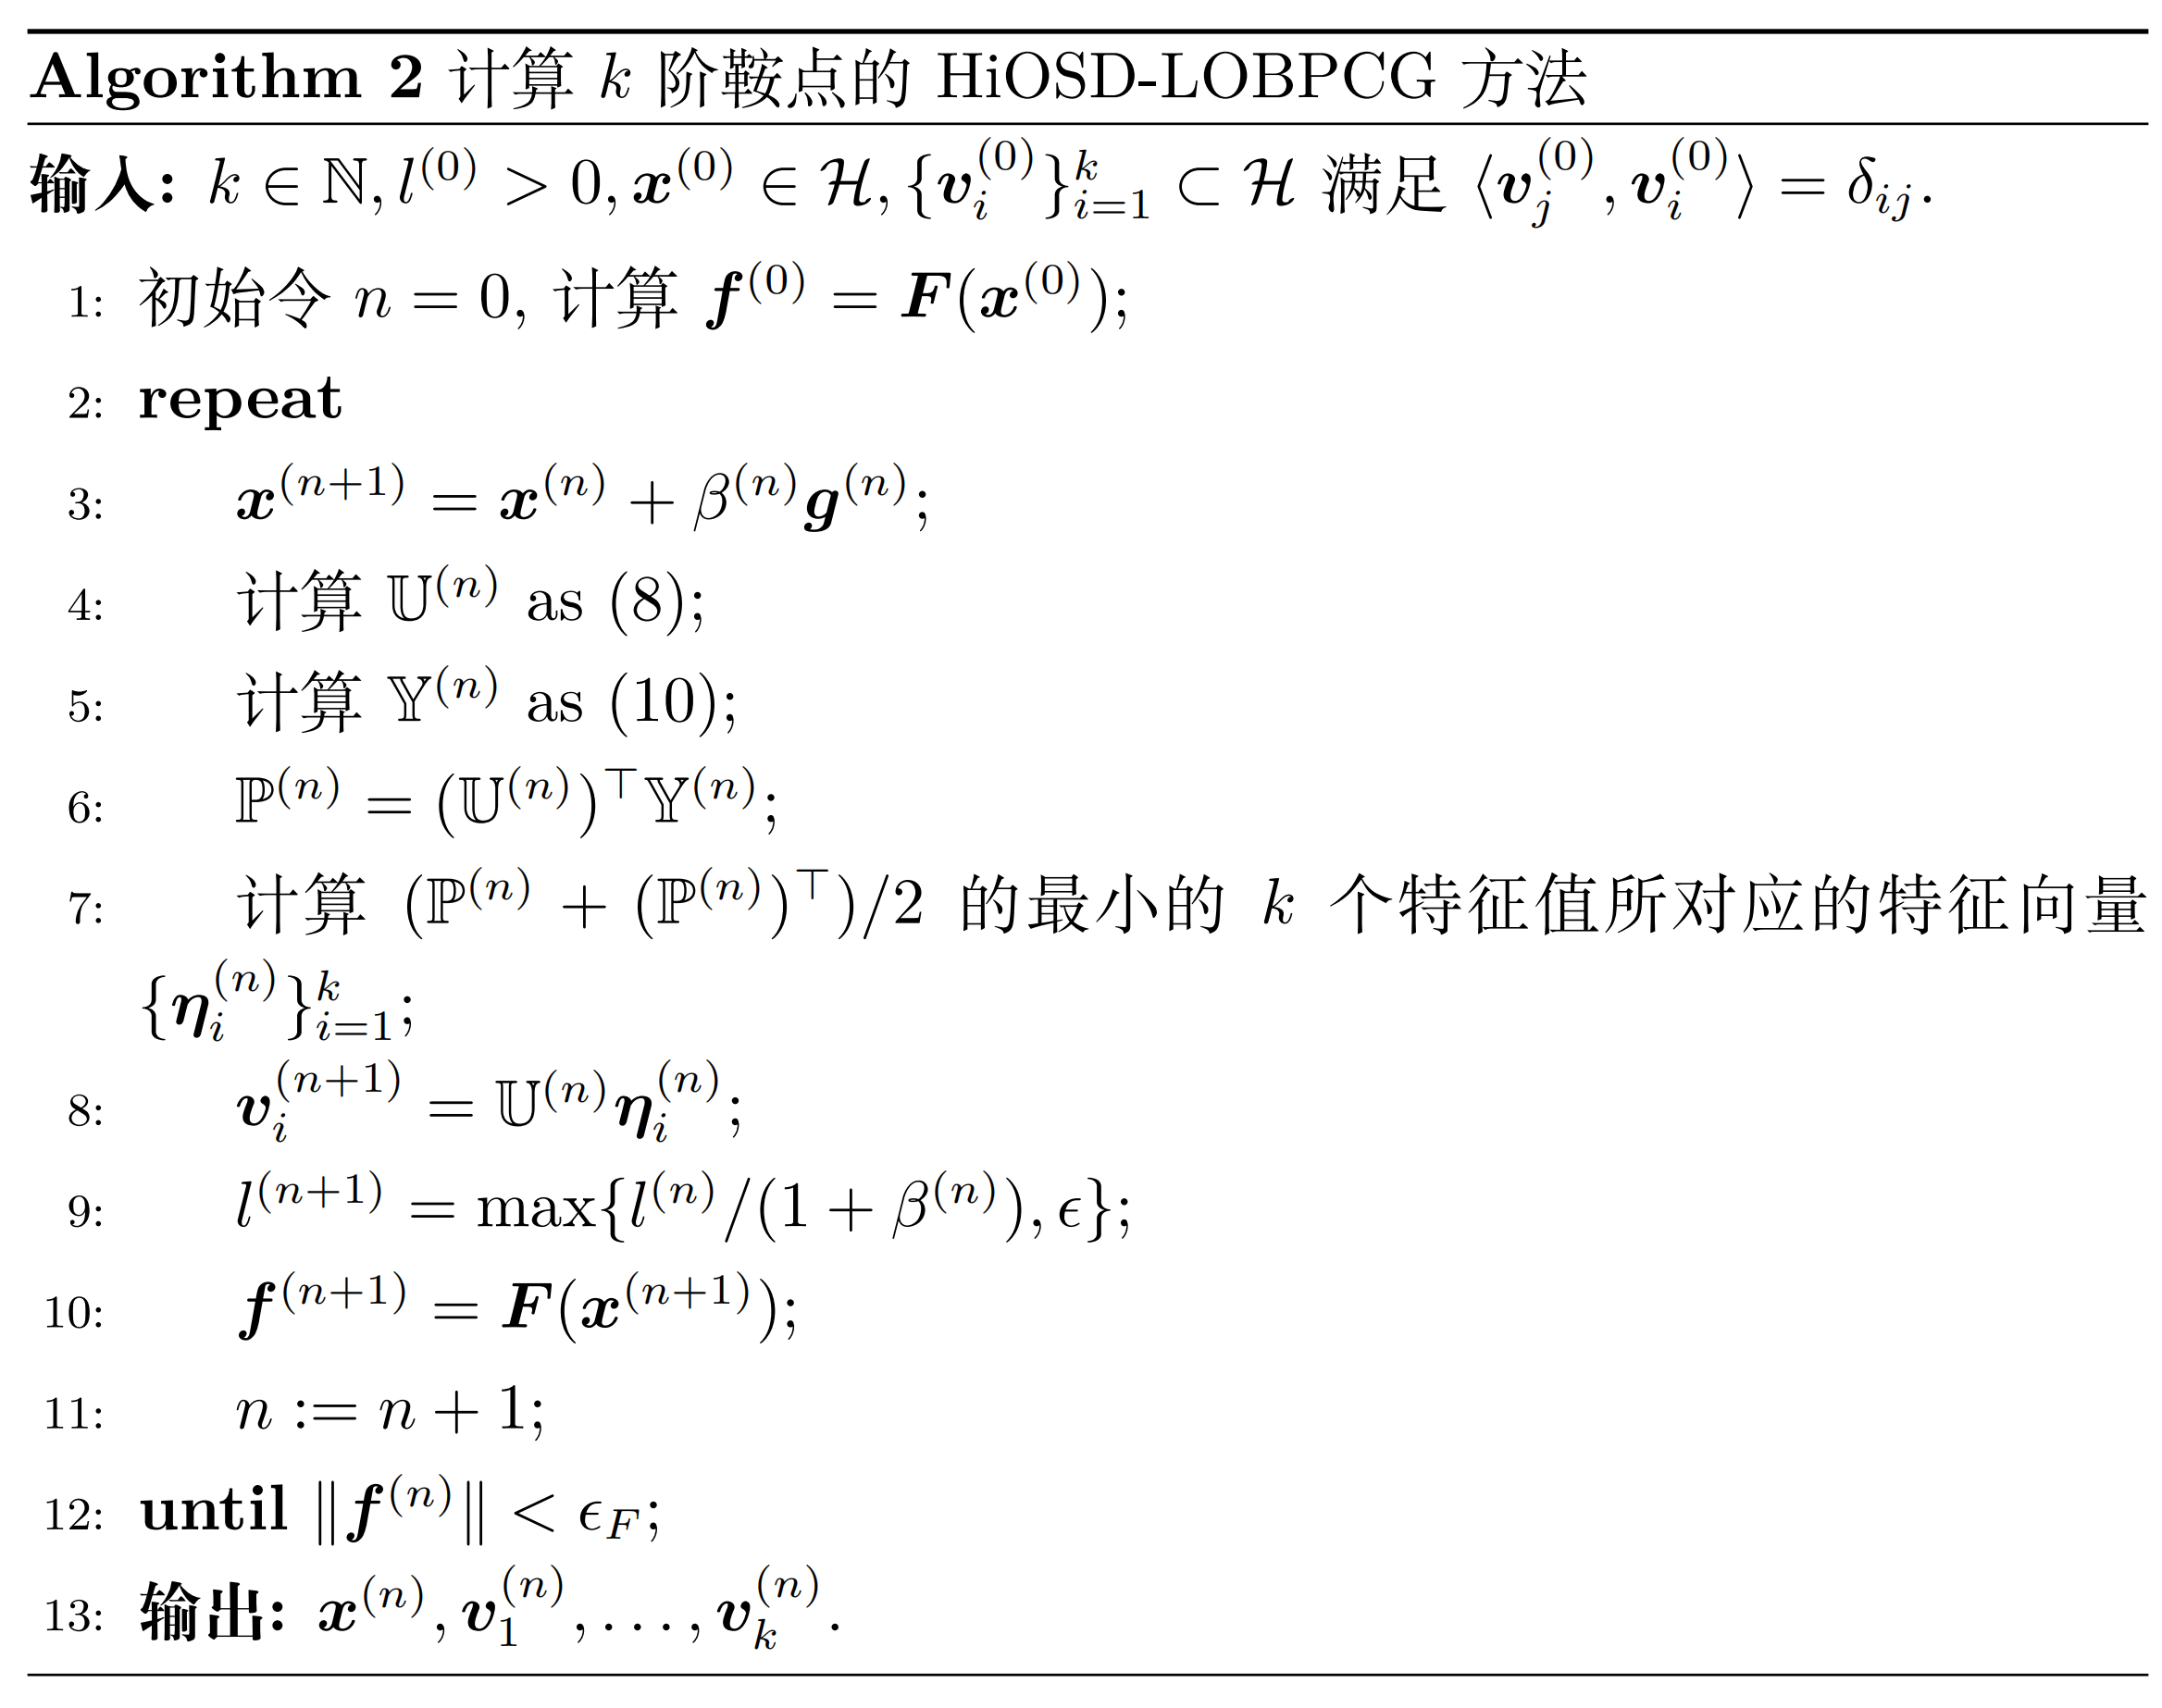 Algorithm 2 计算 k 阶鞍点的 HiOSD-LOBPCG 方法
输入: $k \in \mathbb{N}, l^{(0)} > 0, \boldsymbol{x}^{(0)} \in \mathcal{H}, \{\boldsymbol{v}_i^{(0)}\}_{i=1}^k \subset \mathcal{H}$ 满足 $\langle \boldsymbol{v}_j^{(0)}, \boldsymbol{v}_i^{(0)} \rangle = \delta_{ij}$.
1: 初始令 $n = 0$, 计算 $\boldsymbol{f}^{(0)} = \boldsymbol{F}(\boldsymbol{x}^{(0)})$;
2: repeat
3: $\boldsymbol{x}^{(n+1)} = \boldsymbol{x}^{(n)} + \beta^{(n)} \boldsymbol{g}^{(n)}$;
4: 计算 $\mathbb{U}^{(n)}$ as (8);
5: 计算 $\mathbb{Y}^{(n)}$ as (10);
6: $\mathbb{P}^{(n)} = (\mathbb{U}^{(n)})^\top \mathbb{Y}^{(n)}$;
7: 计算 $(\mathbb{P}^{(n)} + (\mathbb{P}^{(n)})^\top)/2$ 的最小的 $k$ 个特征值所对应的特征向量
$\{\boldsymbol{\eta}_i^{(n)}\}_{i=1}^k$;
8: $\boldsymbol{v}_i^{(n+1)} = \mathbb{U}^{(n)} \boldsymbol{\eta}_i^{(n)}$;
9: $l^{(n+1)} = \max\{l^{(n)}/(1 + \beta^{(n)}), \epsilon\}$;
10: $\boldsymbol{f}^{(n+1)} = \boldsymbol{F}(\boldsymbol{x}^{(n+1)})$;
11: $n := n + 1$;
12: until $\|\boldsymbol{f}^{(n)}\| < \epsilon_F$;
13: 输出: $\boldsymbol{x}^{(n)}, \boldsymbol{v}_1^{(n)}, \ldots, \boldsymbol{v}_k^{(n)}$.